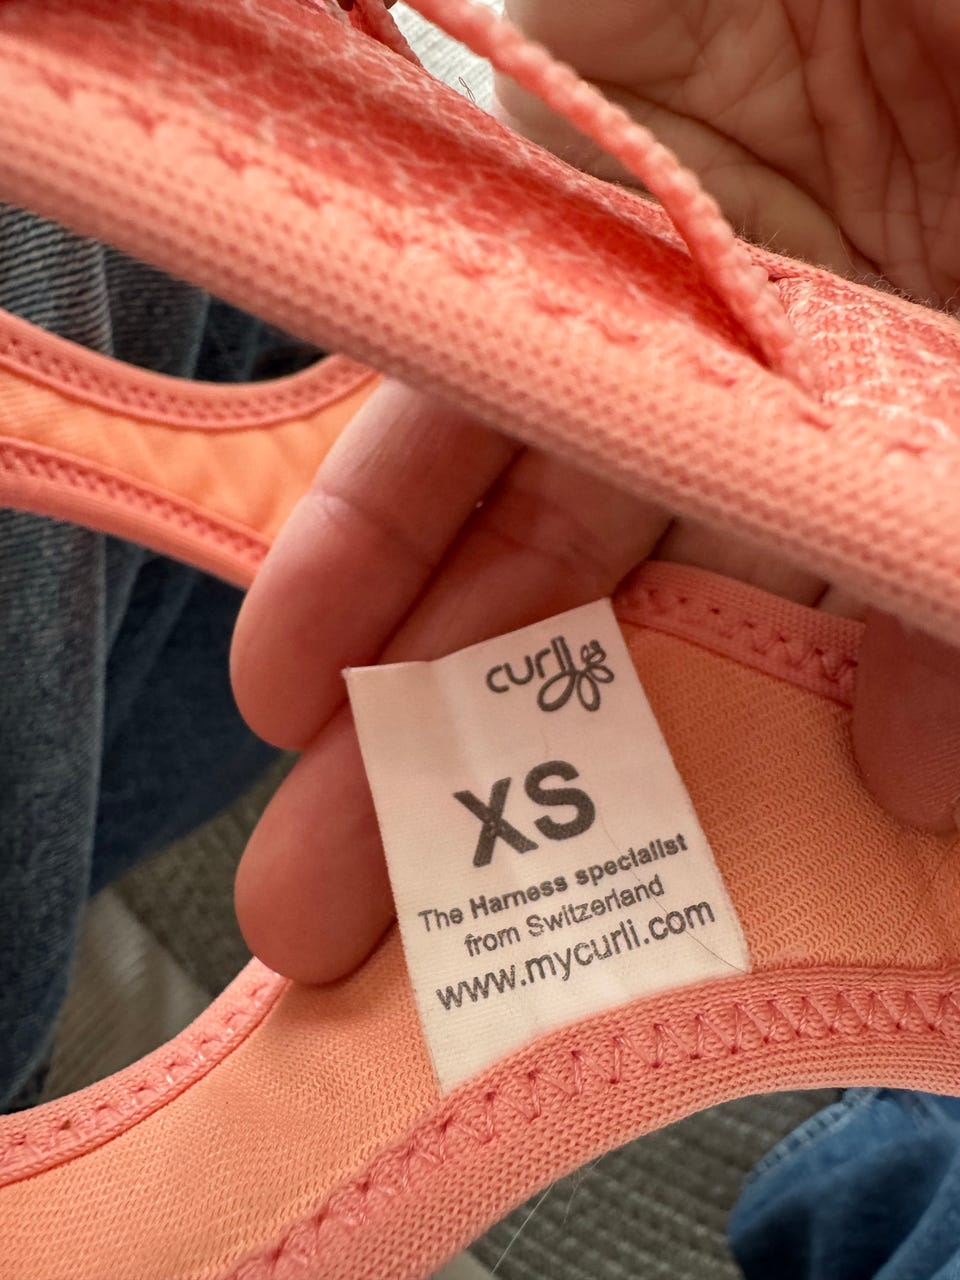 curli
XS
The Harness specialist
from Switzerland
www.mycurli.com